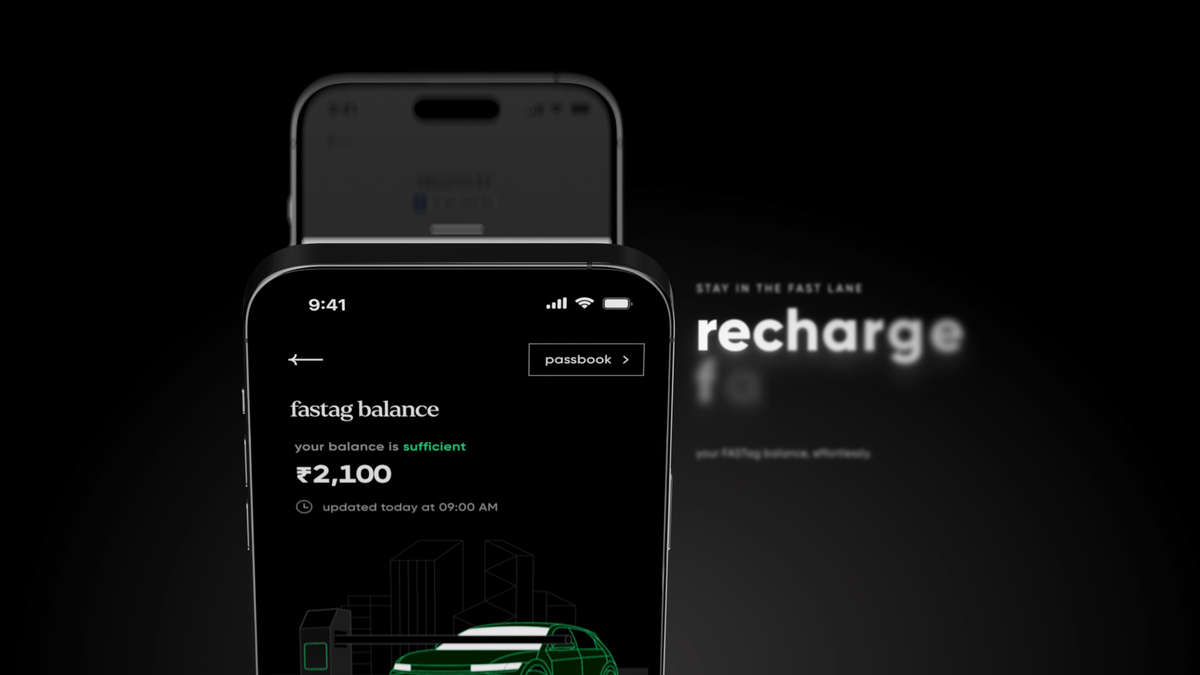 9:41
passbook >
fastag balance
your balance is sufficient
₹2,100
updated today at 09:00 AM
STAY IN THE FAST LANE
recharge
fa
your FASTag balance, effortlessly.